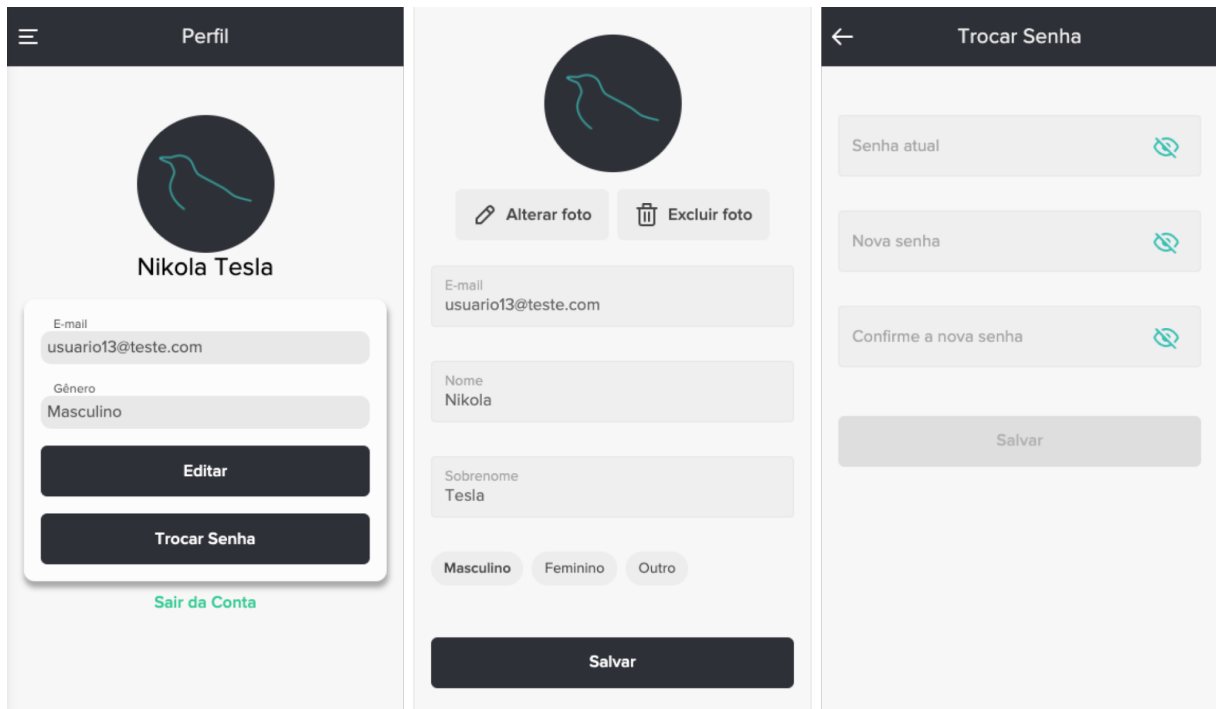 Perfil
Nikola Tesla
E-mail
usuario13@teste.com
Gênero
Masculino
Editar
Trocar Senha
Sair da Conta
Alterar foto
Excluir foto
E-mail
usuario13@teste.com
Nome
Nikola
Sobrenome
Tesla
Masculino Feminino Outro
Salvar
Trocar Senha
Senha atual
Nova senha
Confirme a nova senha
Salvar